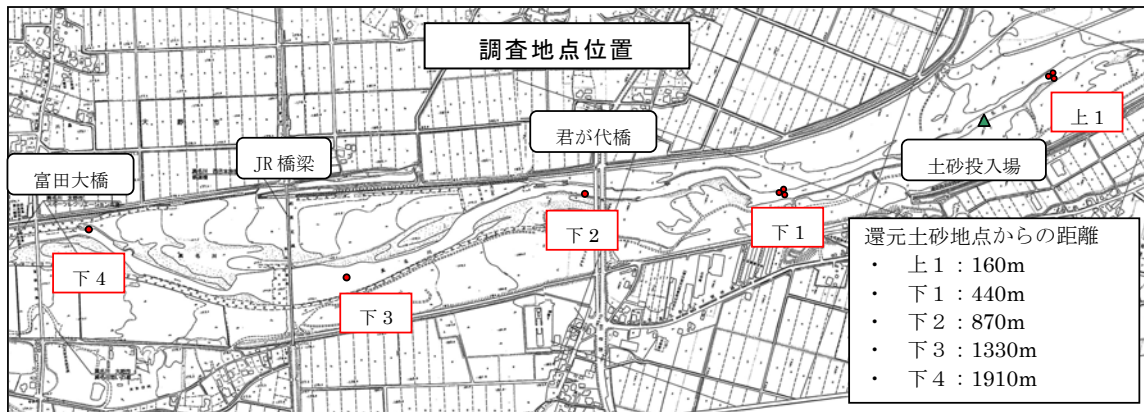 調査地点位置
君が代橋
JR 橋梁
富田大橋
土砂投入場
上１
下１
下２
下３
下４
還元土砂地点からの距離
・ 上１：160m
・ 下１：440m
・ 下２：870m
・ 下３：1330m
・ 下４：1910m